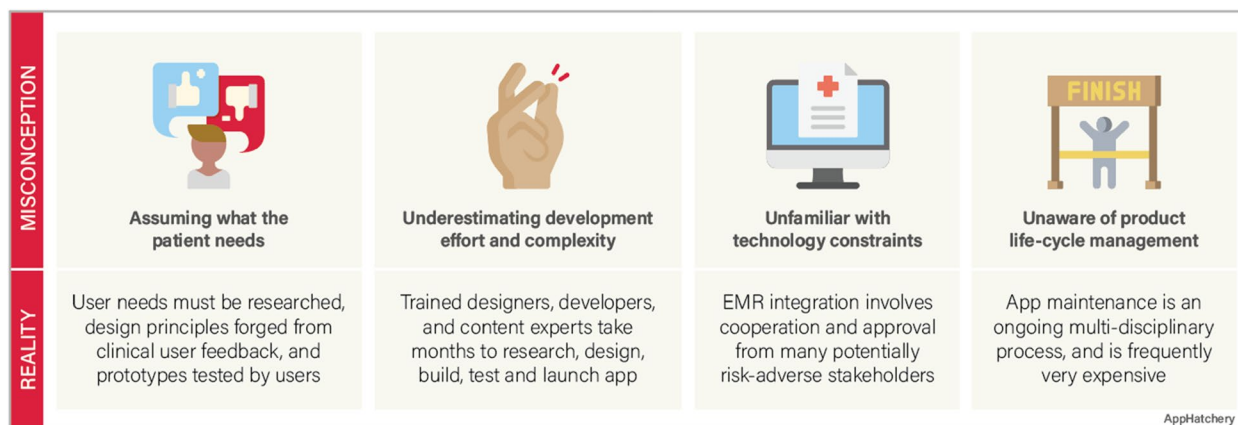 MISCONCEPTION
FINISH
Assuming what the
patient needs
Underestimating development
effort and complexity
Unfamiliar with
technology constraints
Unaware of product
life-cycle management
REALITY
User needs must be researched,
design principles forged from
clinical user feedback, and
prototypes tested by users
Trained designers, developers,
and content experts take
months to research, design,
build, test and launch app
EMR integration involves
cooperation and approval
from many potentially
risk-adverse stakeholders
App maintenance is an
ongoing multi-disciplinary
process, and is frequently
very expensive
AppHatchery